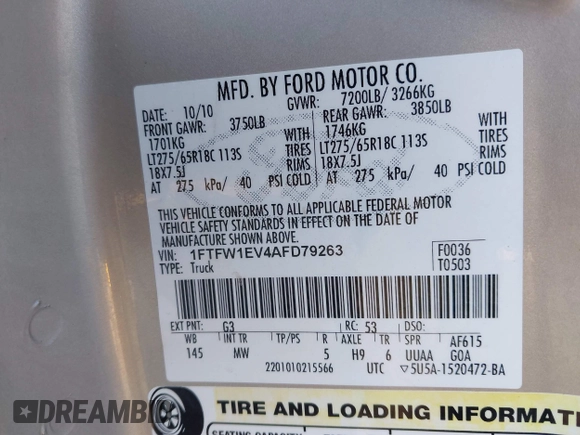 MFD. BY FORD MOTOR CO.
DATE: 10/10 GVWR: 7200LB/ 3266KG
FRONT GAWR: 3750LB REAR GAWR: 3850LB
1701KG WITH 1746KG WITH
LT275/65R18C 113S TIRES LT275/65R18C 113S TIRES
18X7.5J RIMS 18X7.5J RIMS
AT 275 kPa/ 40 PSI COLD AT 275 kPa/ 40 PSI COLD
THIS VEHICLE CONFORMS TO ALL APPLICABLE FEDERAL MOTOR
VEHICLE SAFETY STANDARDS IN EFFECT ON THE DATE OF
MANUFACTURE SHOWN ABOVE.
VIN: 1FTFW1EV4AFD79263 F0036
TYPE: Truck T0503
EXT PNT: G3 RC: 53 DSO:
WB INT TR TP/PS R AXLE TR SPR AF615
145 MW 5 H9 6 UUAA G0A
2201010215566 UTC ▽5U5A-1520472-BA
TIRE AND LOADING INFORMATION
SEATING CAPACITY
DREAMBID